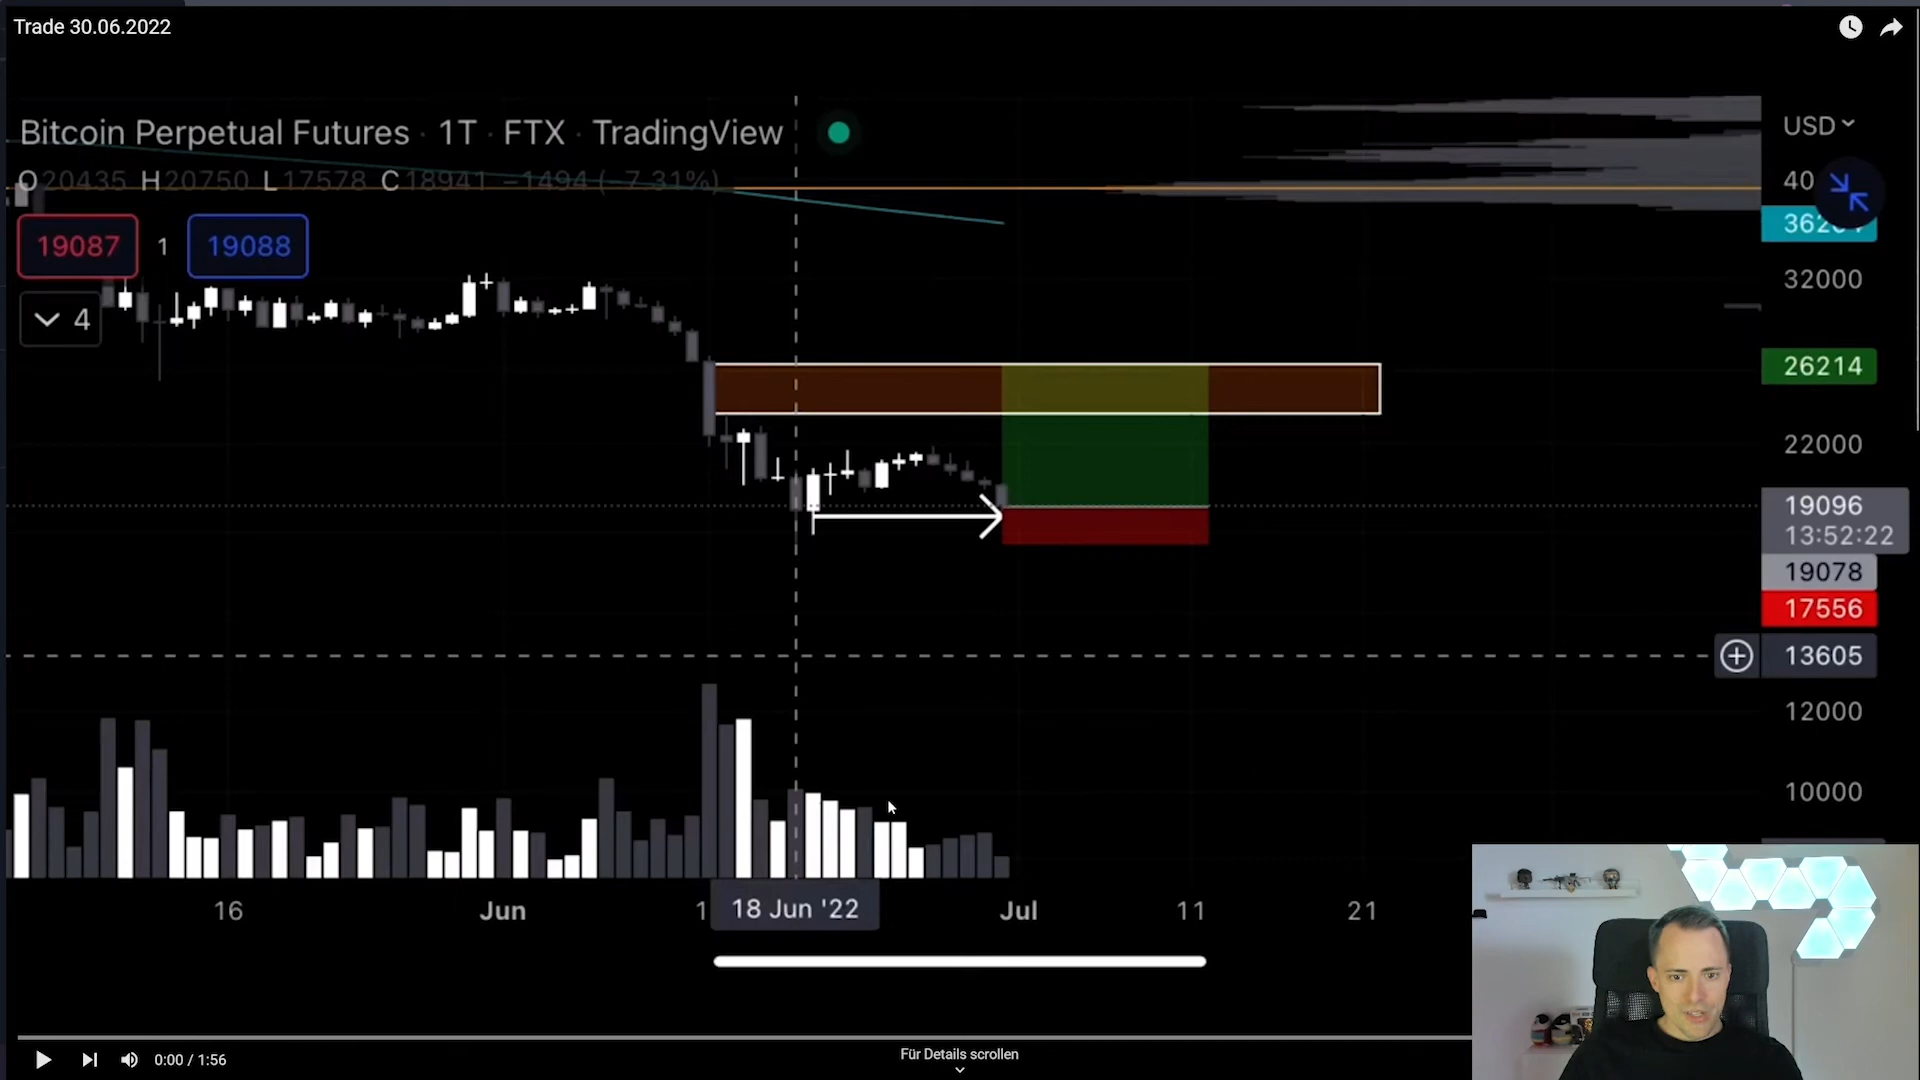 Trade 30.06.2022
Bitcoin Perpetual Futures · 1T · FTX · TradingView
USD
O20435 H20750 L17578 C18941 −1494 (−7.31%)
40
19087 1 19088
32000
4
26214
22000
19096
13:52:22
19078
17556
13605
12000
10000
16 Jun 18 Jun '22 Jul 11 21
0:00 / 1:56
Für Details scrollen